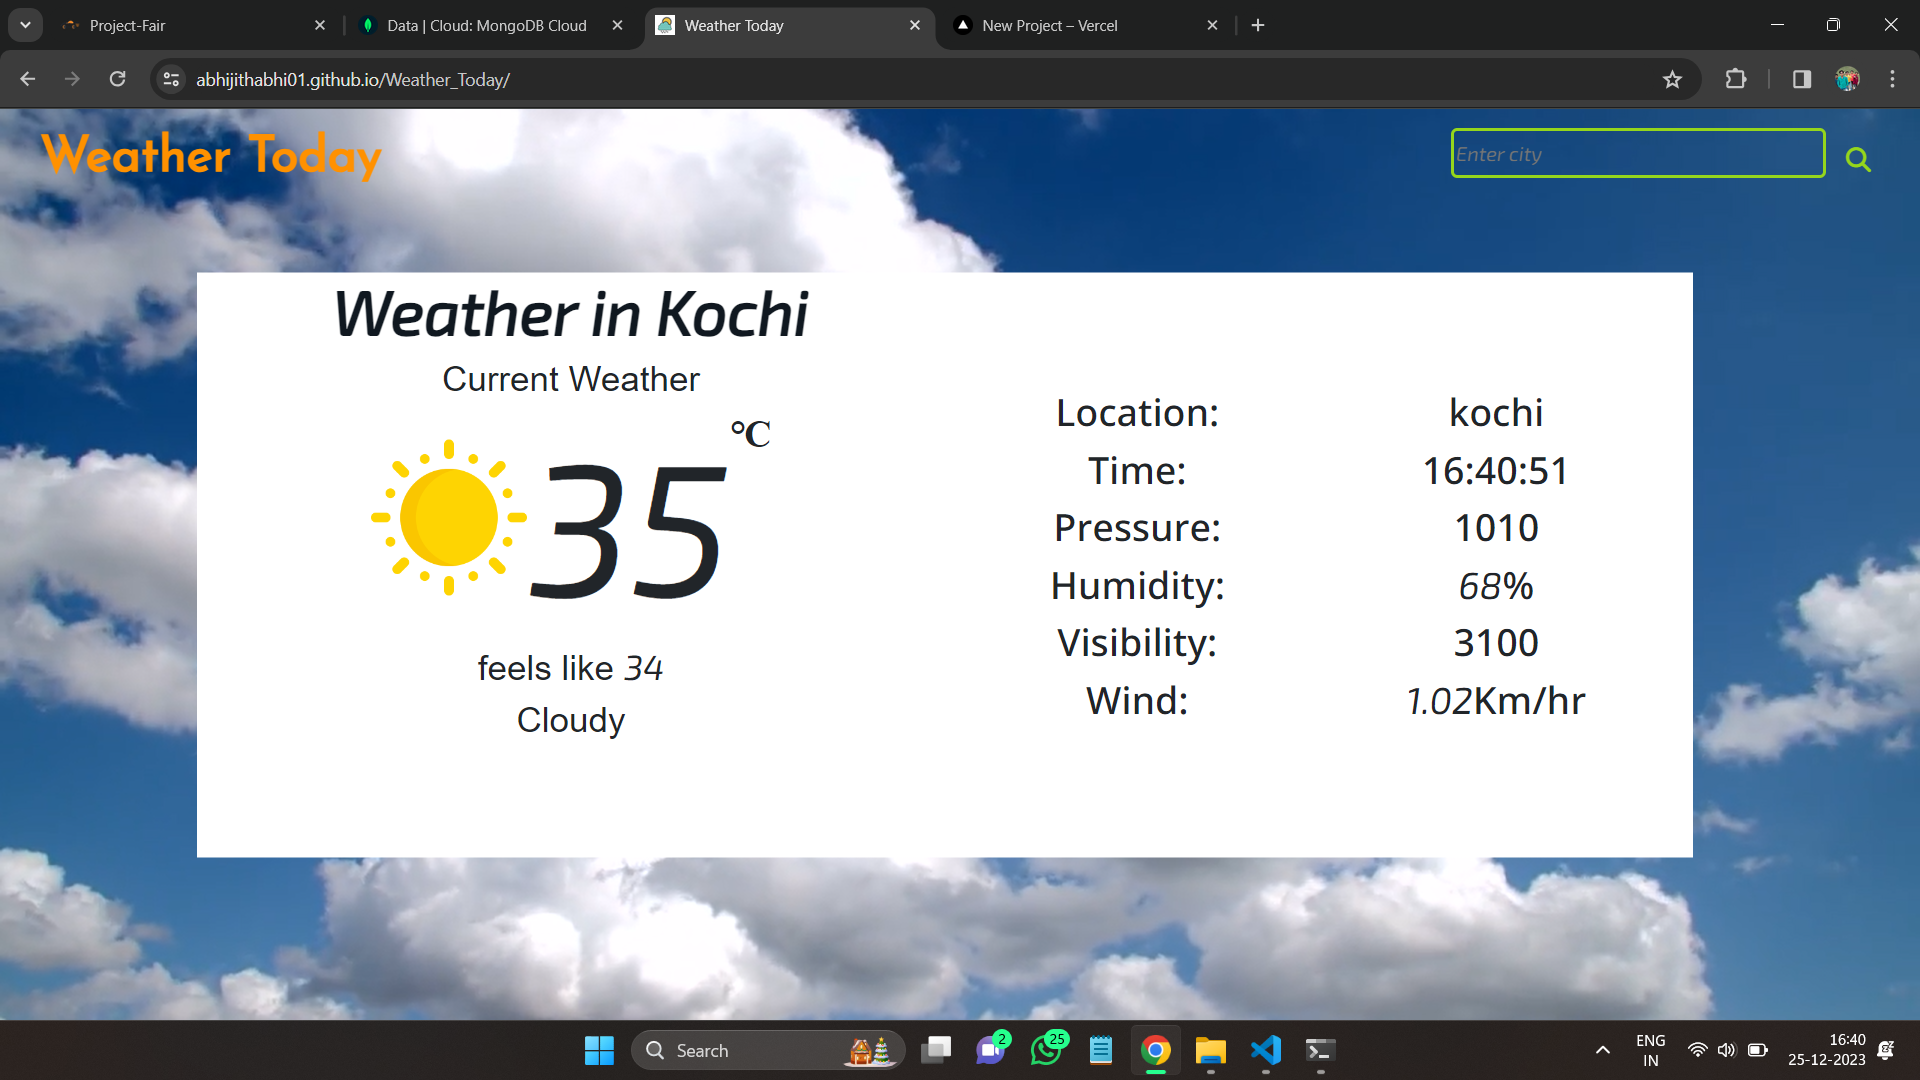 Project-Fair
Data | Cloud: MongoDB Cloud
Weather Today
New Project – Vercel
abhijithabhi01.github.io/Weather_Today/
Weather Today
Enter city
Weather in Kochi
Current Weather
35 °C
feels like 34
Cloudy
Location: kochi
Time: 16:40:51
Pressure: 1010
Humidity: 68%
Visibility: 3100
Wind: 1.02Km/hr
Search
2
25
ENG
IN
16:40
25-12-2023